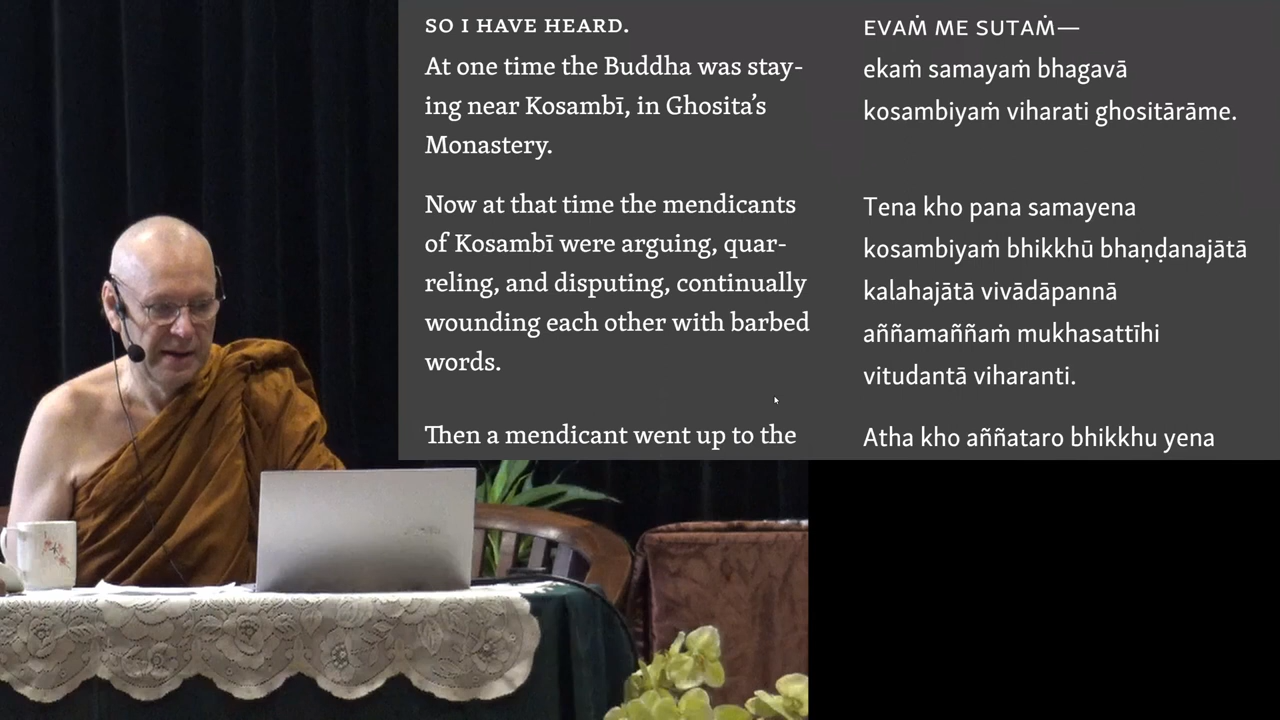 SO I HAVE HEARD.
At one time the Buddha was stay-
ing near Kosambī, in Ghosita’s
Monastery.
Now at that time the mendicants
of Kosambī were arguing, quar-
reling, and disputing, continually
wounding each other with barbed
words.
Then a mendicant went up to the
EVAṀ ME SUTAṀ—
ekaṁ samayaṁ bhagavā
kosambiyaṁ viharati ghositārāme.
Tena kho pana samayena
kosambiyaṁ bhikkhū bhaṇḍanajātā
kalahajātā vivādāpannā
aññamaññaṁ mukhasattīhi
vitudantā viharanti.
Atha kho aññataro bhikkhu yena